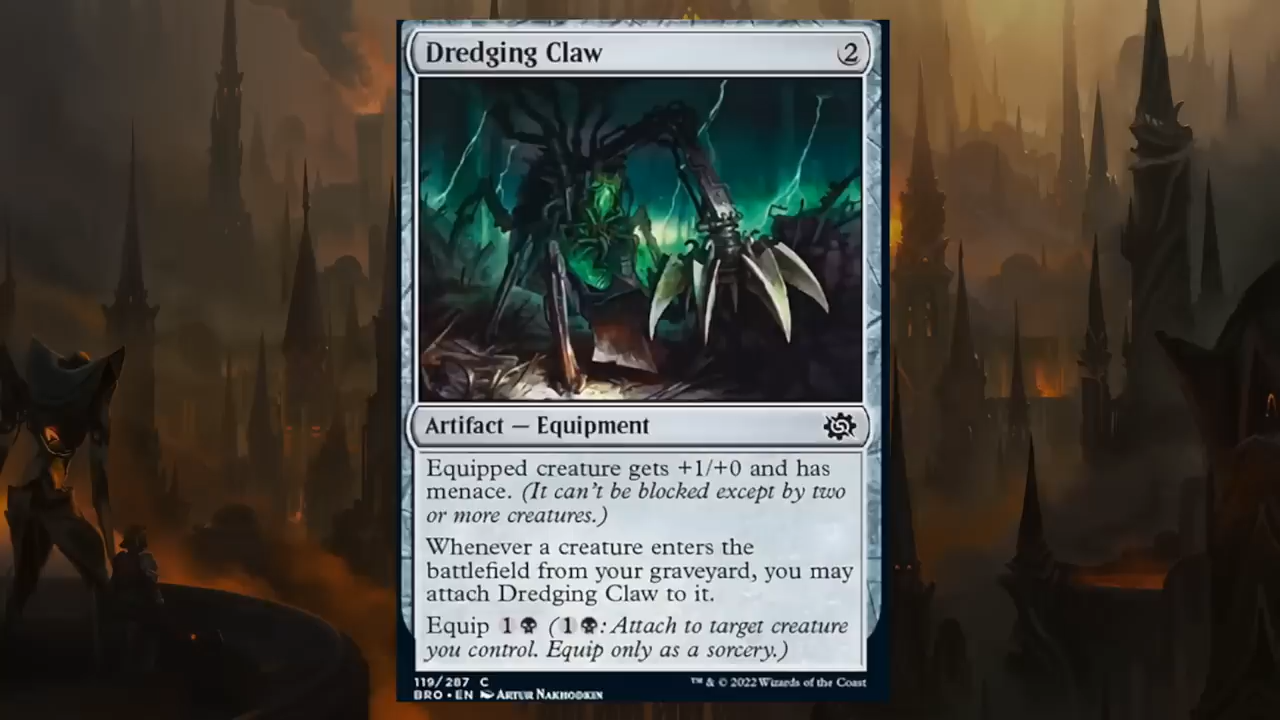 Dredging Claw 2
Artifact — Equipment
Equipped creature gets +1/+0 and has
menace. (It can't be blocked except by two
or more creatures.)
Whenever a creature enters the
battlefield from your graveyard, you may
attach Dredging Claw to it.
Equip 1 (1 : Attach to target creature
you control. Equip only as a sorcery.)
119/287 C
BRO • EN Artur Nakhodkin
™ & © 2022 Wizards of the Coast